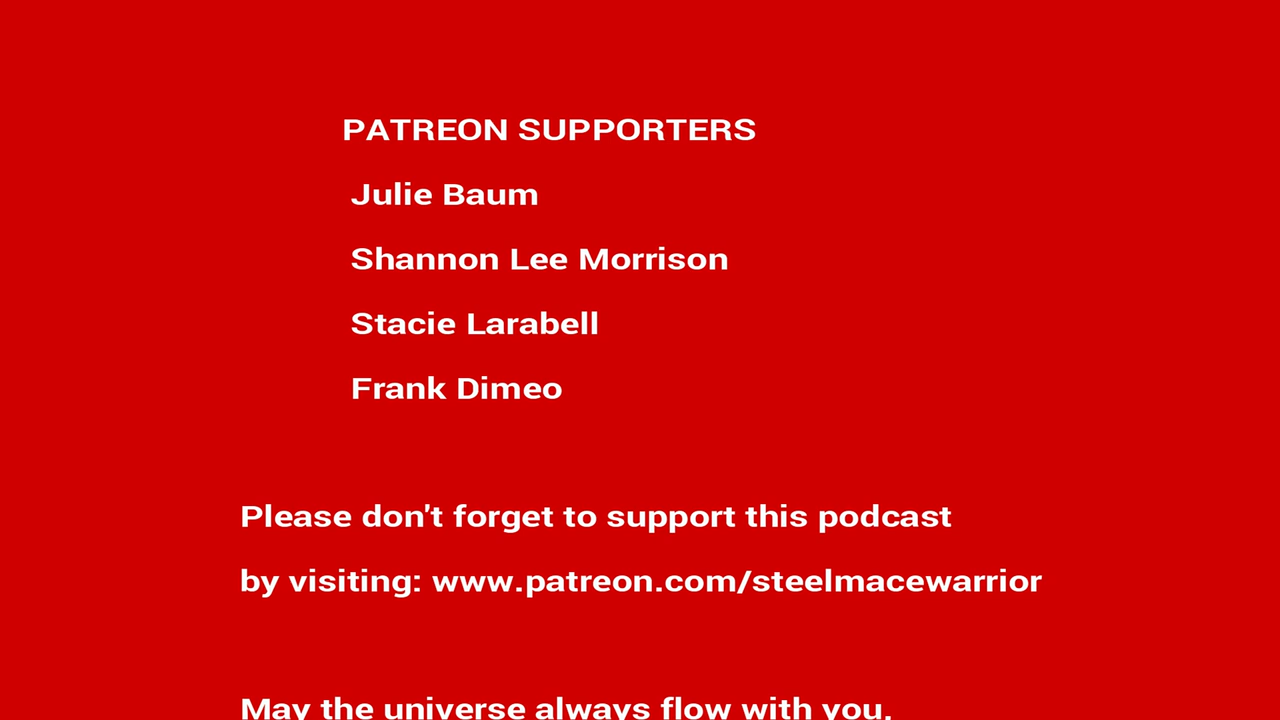 PATREON SUPPORTERS
Julie Baum
Shannon Lee Morrison
Stacie Larabell
Frank Dimeo
Please don't forget to support this podcast
by visiting: www.patreon.com/steelmacewarrior
May the universe always flow with you.